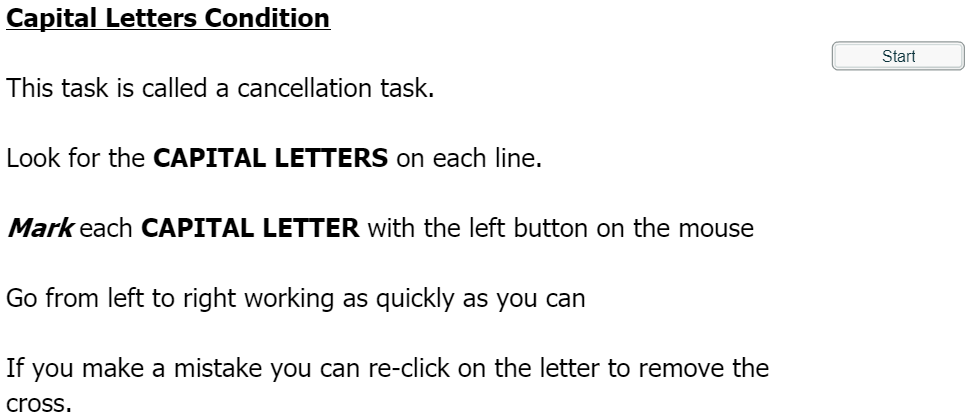 Capital Letters Condition
Start
This task is called a cancellation task.
Look for the CAPITAL LETTERS on each line.
Mark each CAPITAL LETTER with the left button on the mouse
Go from left to right working as quickly as you can
If you make a mistake you can re-click on the letter to remove the
cross.